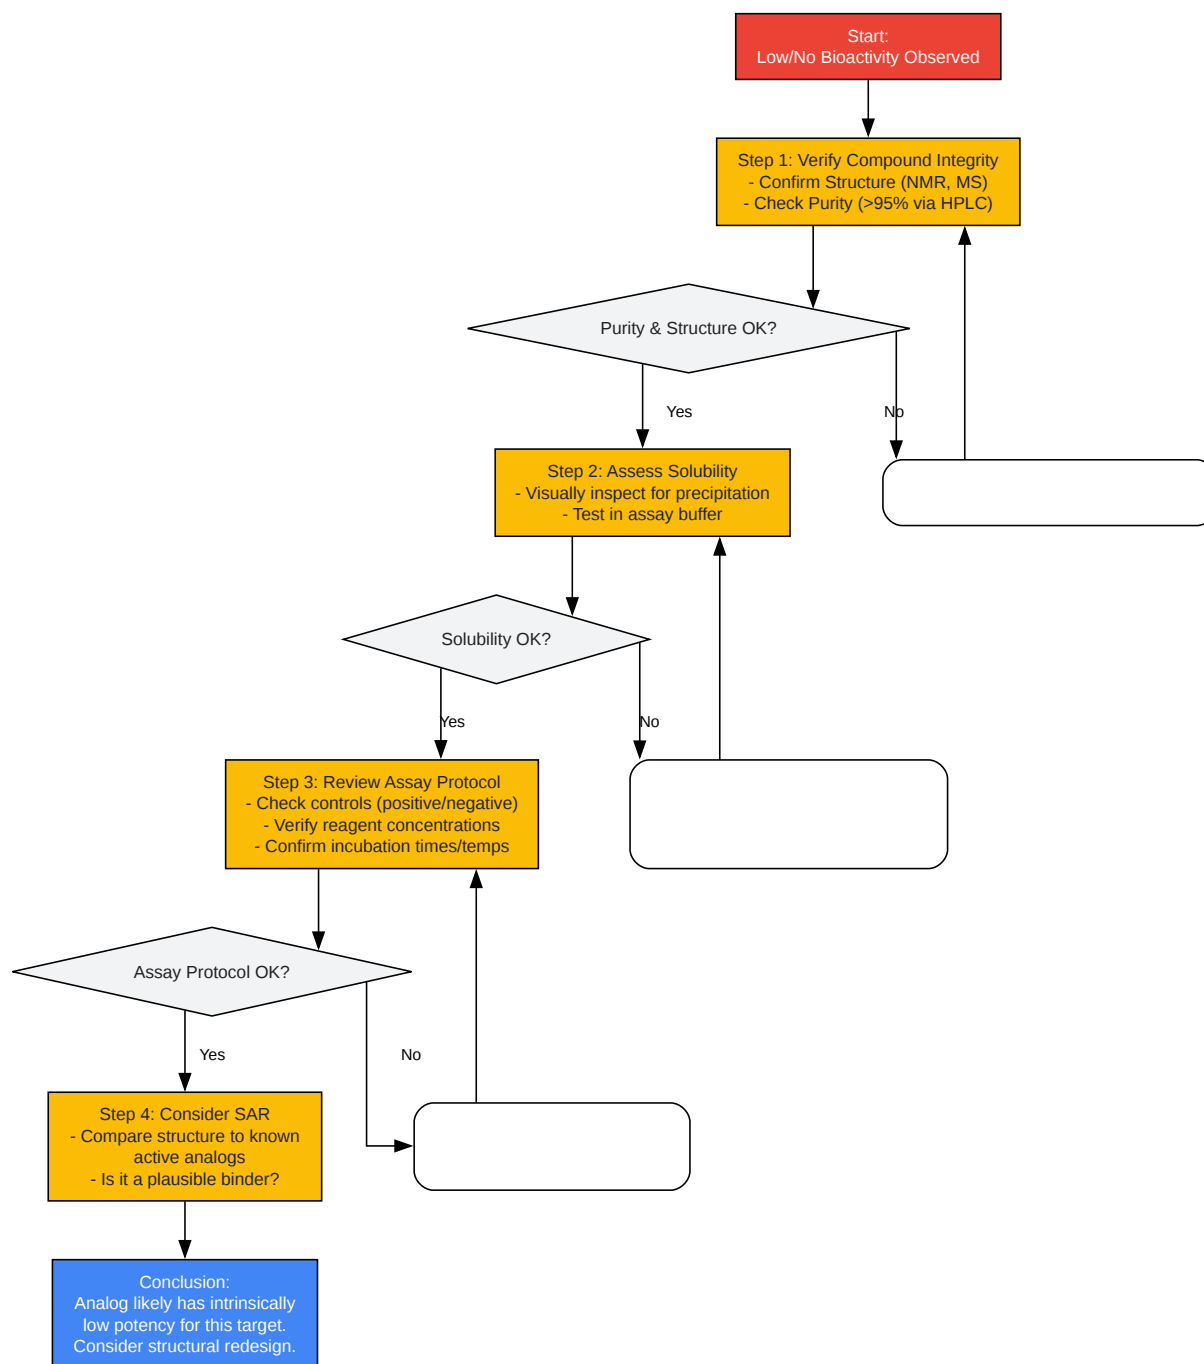 Start:
Low/No Bioactivity Observed
Step 1: Verify Compound Integrity
- Confirm Structure (NMR, MS)
- Check Purity (>95% via HPLC)
Purity & Structure OK?
Yes
No
Step 2: Assess Solubility
- Visually inspect for precipitation
- Test in assay buffer
Solubility OK?
Yes
No
Step 3: Review Assay Protocol
- Check controls (positive/negative)
- Verify reagent concentrations
- Confirm incubation times/temps
Assay Protocol OK?
Yes
No
Step 4: Consider SAR
- Compare structure to known
active analogs
- Is it a plausible binder?
Conclusion:
Analog likely has intrinsically
low potency for this target.
Consider structural redesign.